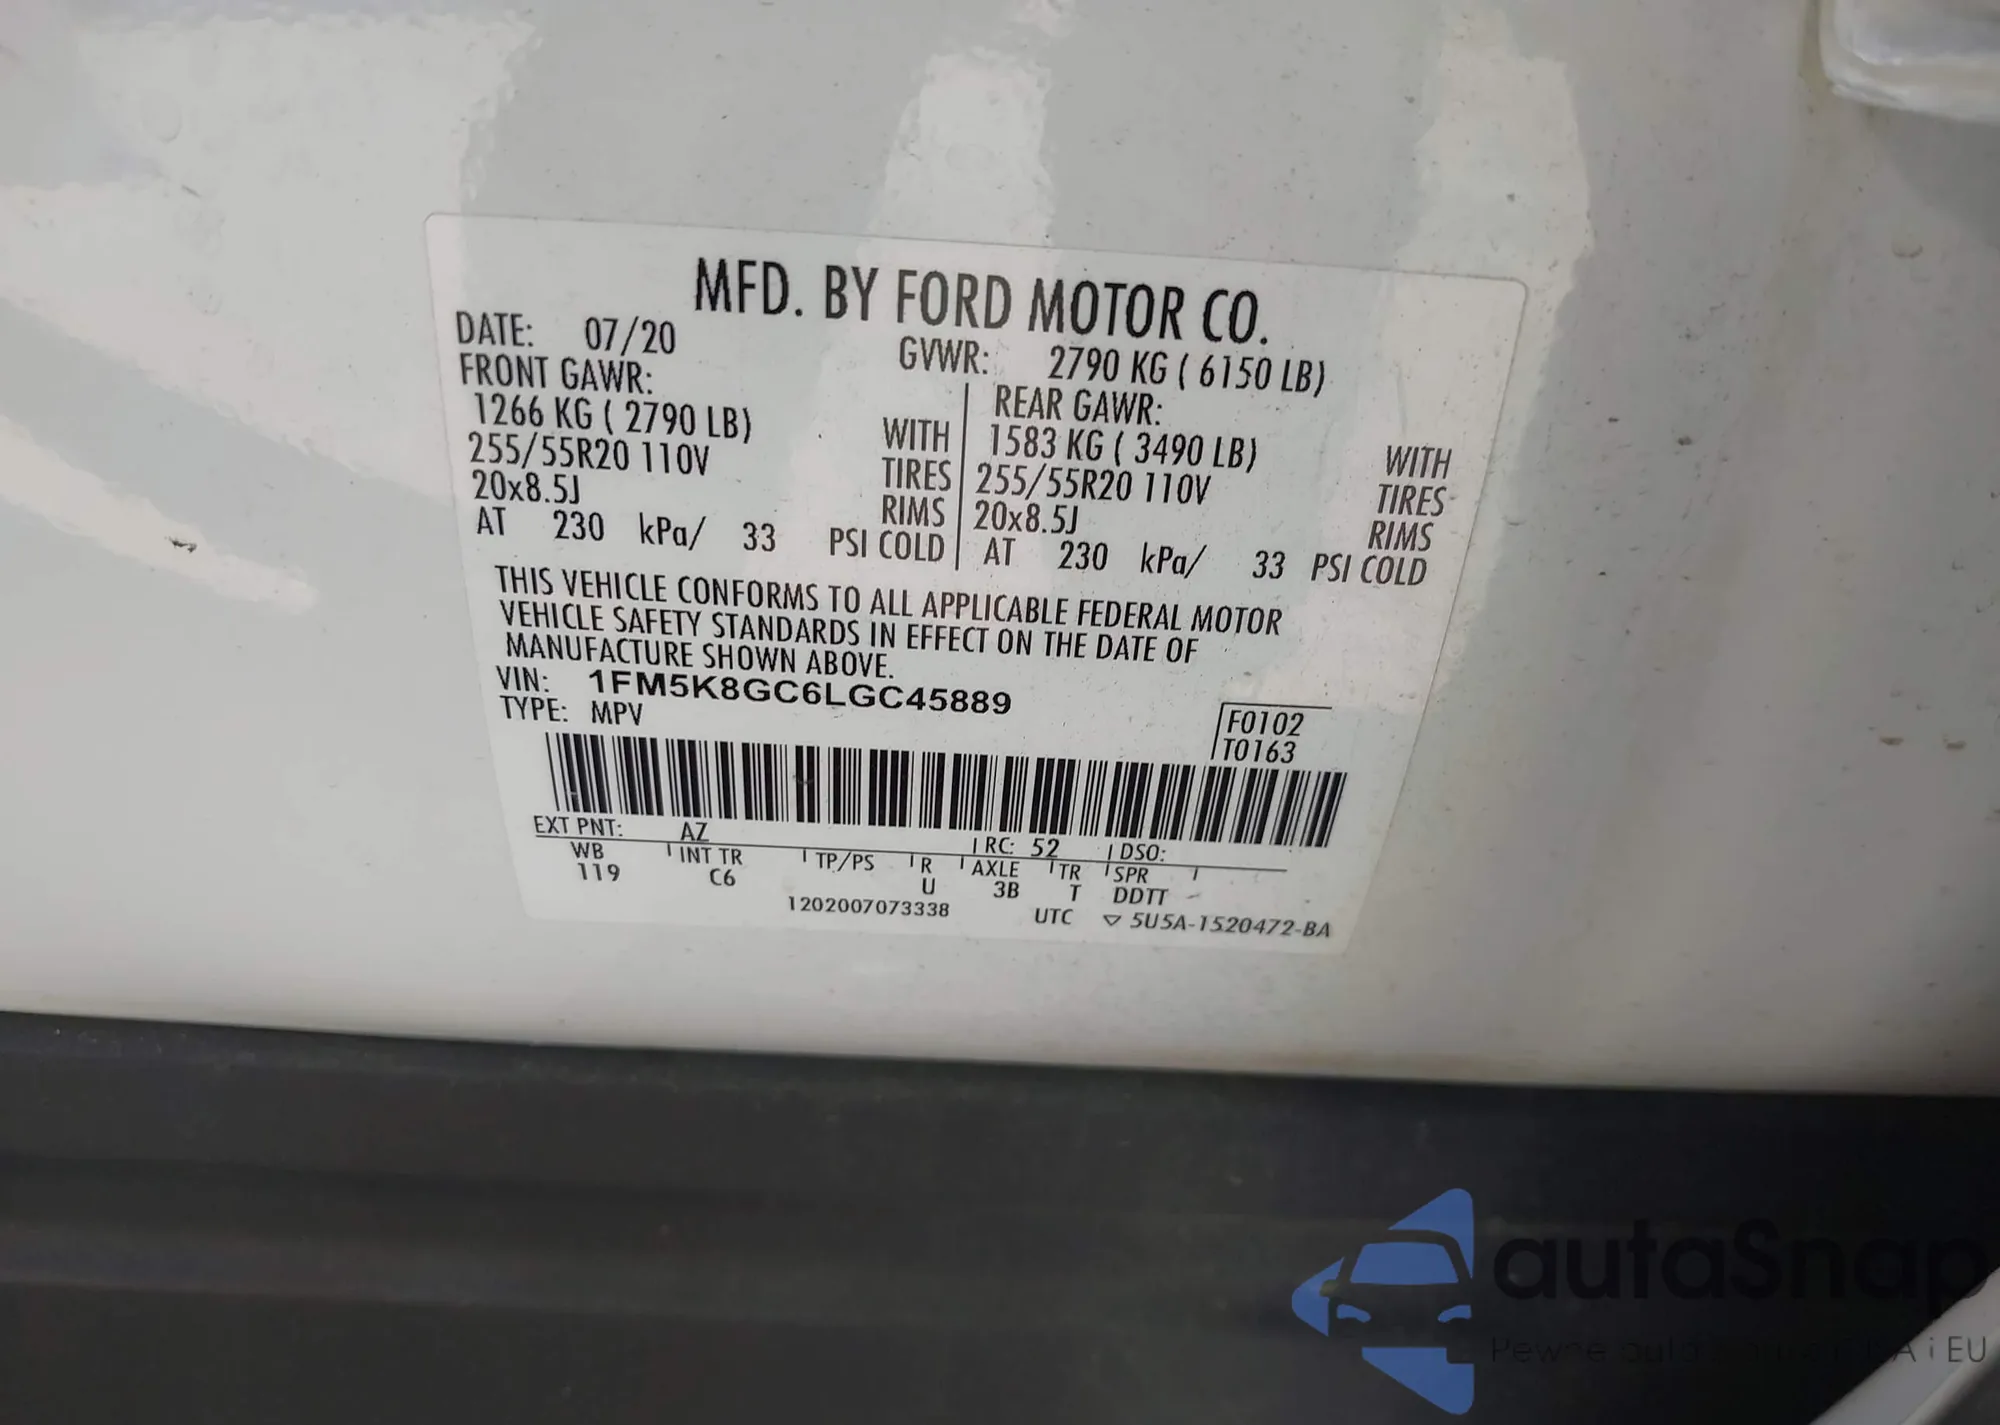 MFD. BY FORD MOTOR CO.
DATE: 07/20 GVWR: 2790 KG ( 6150 LB)
FRONT GAWR: REAR GAWR:
1266 KG ( 2790 LB) WITH 1583 KG ( 3490 LB) WITH
255/55R20 110V TIRES 255/55R20 110V TIRES
20x8.5J RIMS 20x8.5J RIMS
AT 230 kPa/ 33 PSI COLD AT 230 kPa/ 33 PSI COLD
THIS VEHICLE CONFORMS TO ALL APPLICABLE FEDERAL MOTOR
VEHICLE SAFETY STANDARDS IN EFFECT ON THE DATE OF
MANUFACTURE SHOWN ABOVE.
VIN: 1FM5K8GC6LGC45889
TYPE: MPV
F0102
T0163
EXT PNT: AZ RC: 52 DSO:
WB INT TR TP/PS R AXLE TR SPR
119 C6 U 3B T DDTT
1202007073338 UTC ▽ 5U5A-1520472-BA
autaSnap
i EU